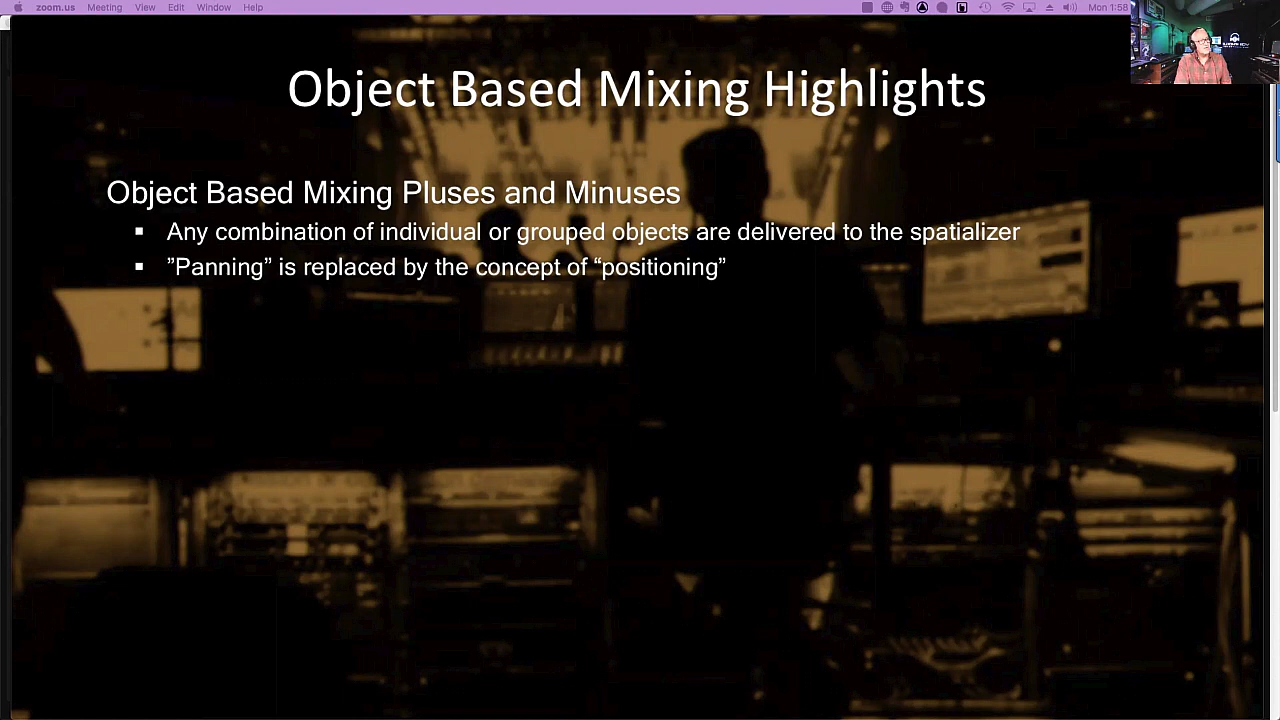 zoom.us Meeting View Edit Window Help Mon 1:58
Object Based Mixing Highlights
Object Based Mixing Pluses and Minuses
▪ Any combination of individual or grouped objects are delivered to the spatializer
▪ ”Panning” is replaced by the concept of “positioning”